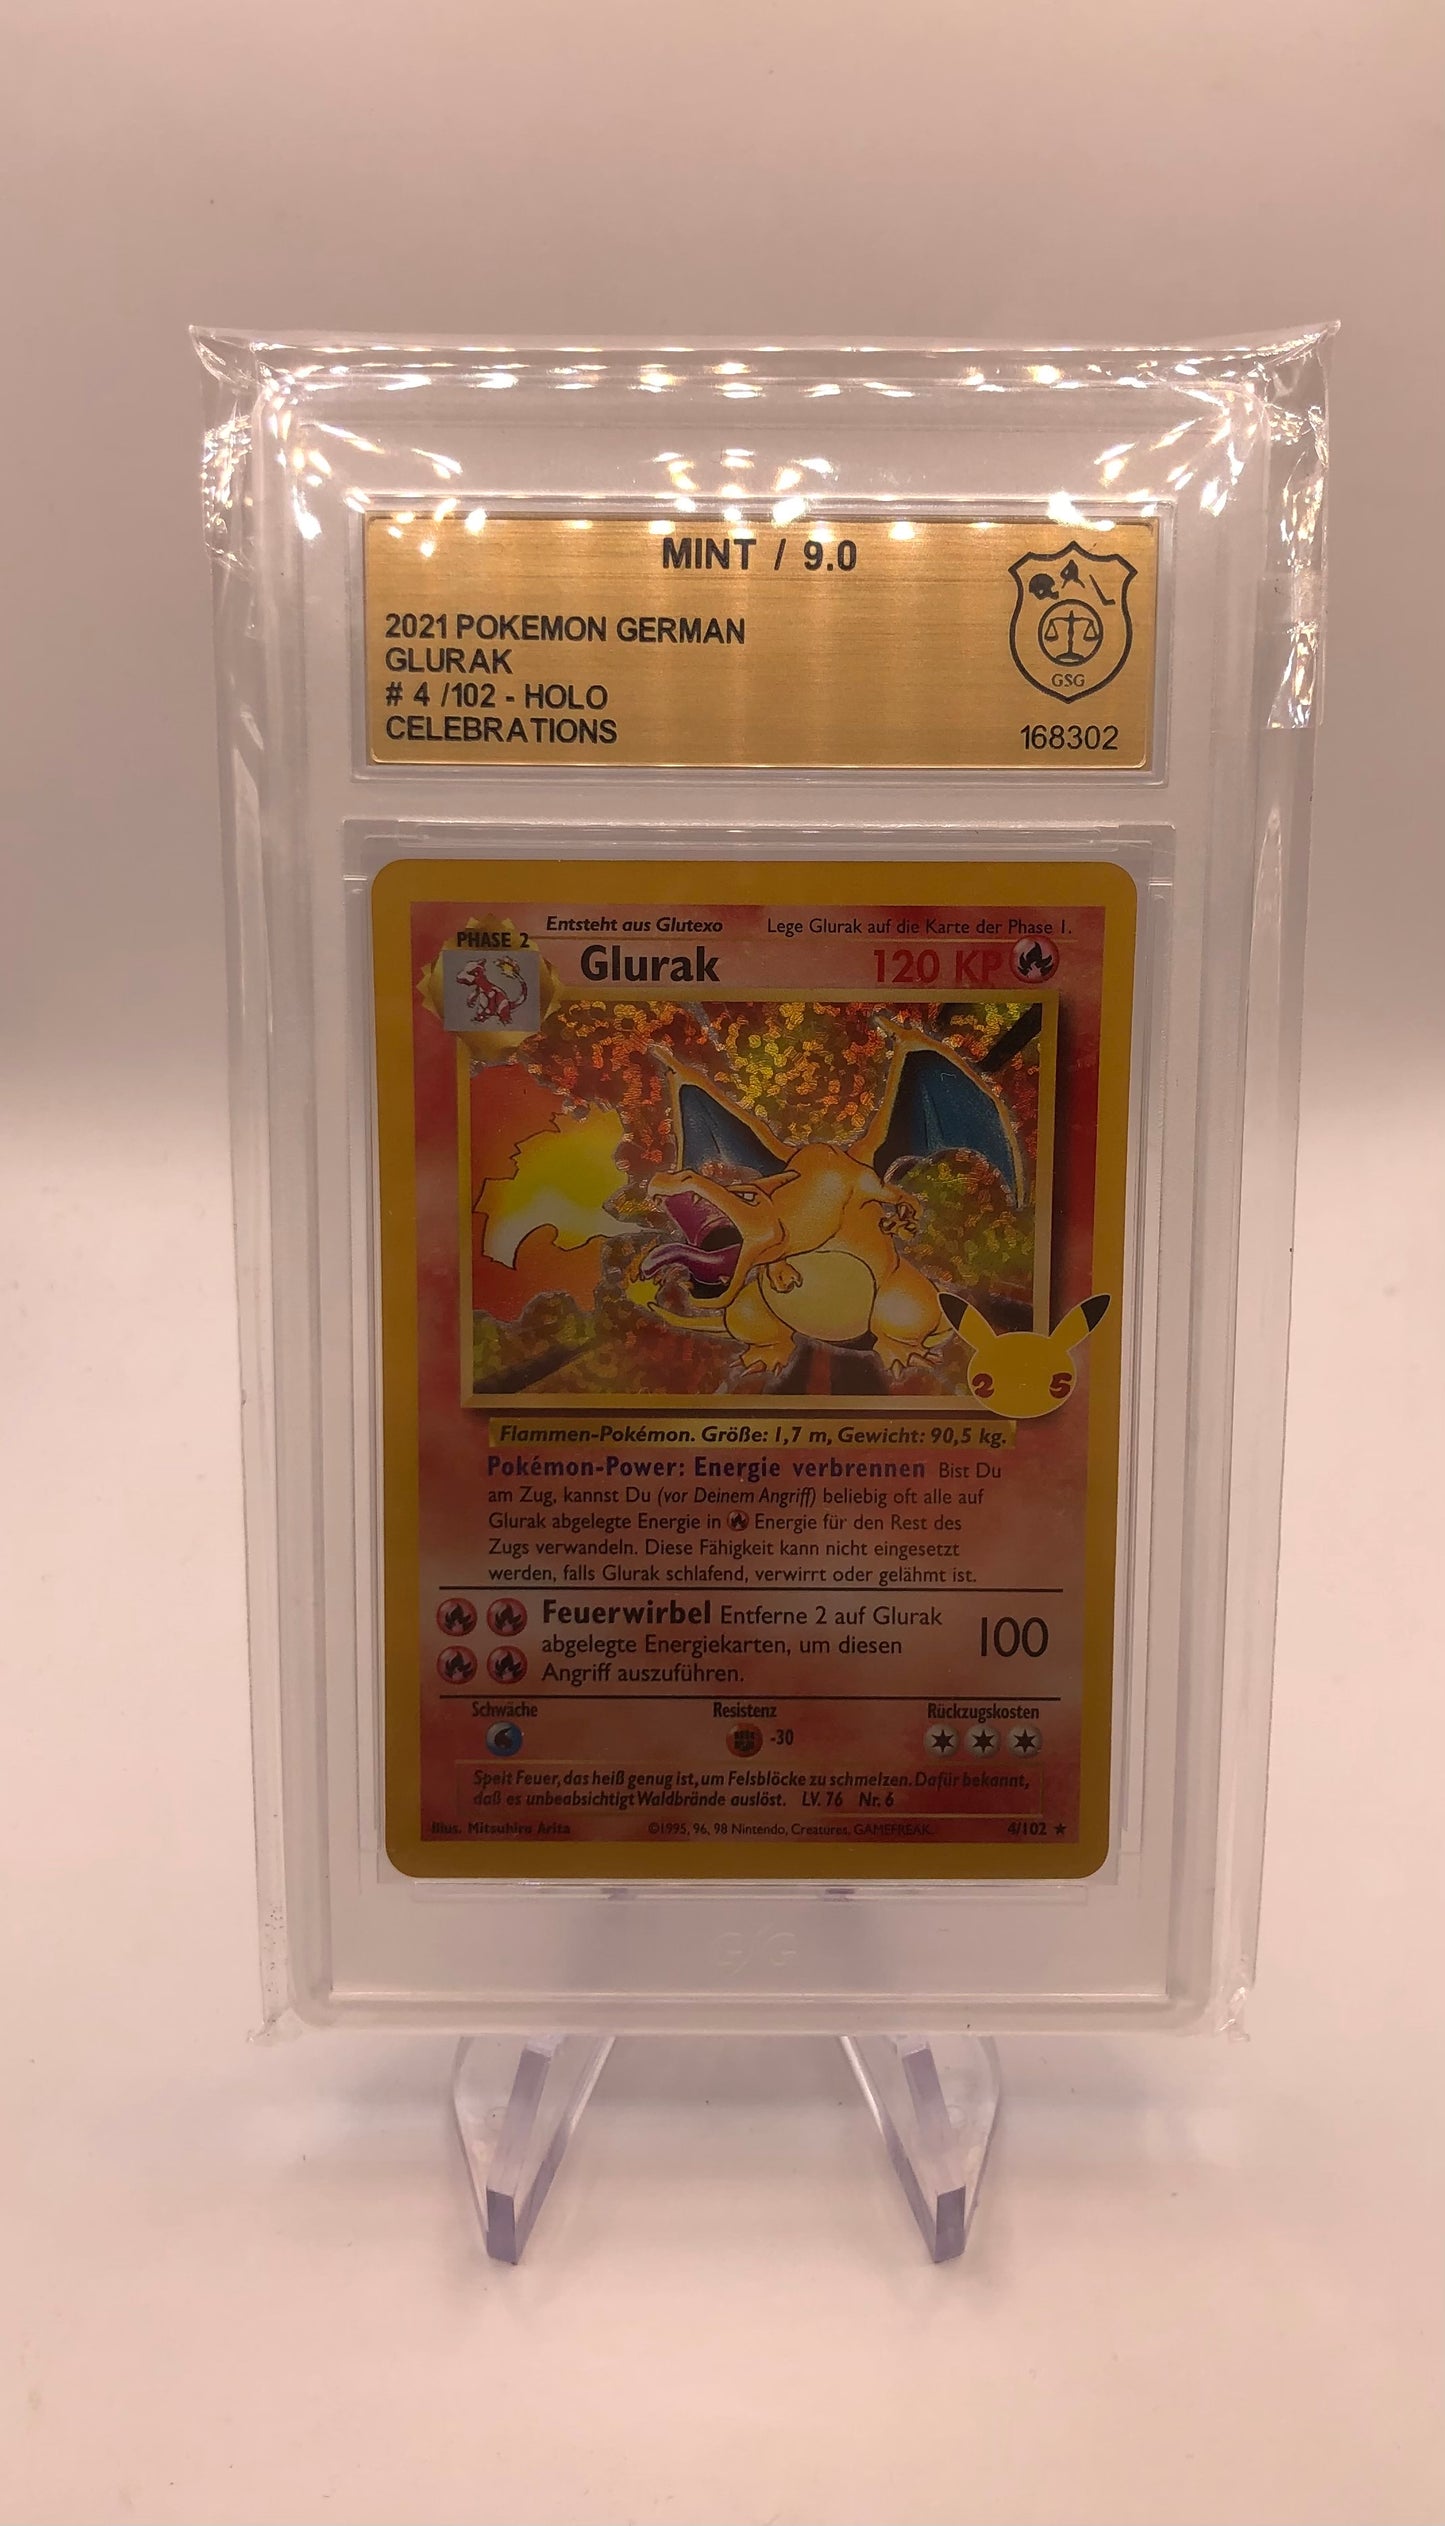 MINT / 9.0
2021 POKEMON GERMAN
GLURAK
# 4 /102 - HOLO
CELEBRATIONS
GSG
168302
Entsteht aus Glutexo
Lege Glurak auf die Karte der Phase 1.
PHASE 2
Glurak
120 KP
25
Flammen-Pokémon. Größe: 1,7 m, Gewicht: 90,5 kg.
Pokémon-Power: Energie verbrennen Bist Du
am Zug, kannst Du (vor Deinem Angriff) beliebig oft alle auf
Glurak abgelegte Energie in Energie für den Rest des
Zugs verwandeln. Diese Fähigkeit kann nicht eingesetzt
werden, falls Glurak schlafend, verwirrt oder gelähmt ist.
Feuerwirbel Entferne 2 auf Glurak
abgelegte Energiekarten, um diesen
Angriff auszuführen.
100
Schwäche
Resistenz
-30
Rückzugskosten
Speit Feuer, das heiß genug ist, um Felsblöcke zu schmelzen. Dafür bekannt,
daß es unbeabsichtigt Waldbrände auslöst. LV. 76 Nr. 6
Illus. Mitsuhiro Arita
©1995, 96, 98 Nintendo, Creatures, GAMEFREAK.
4/102 ★
GSG